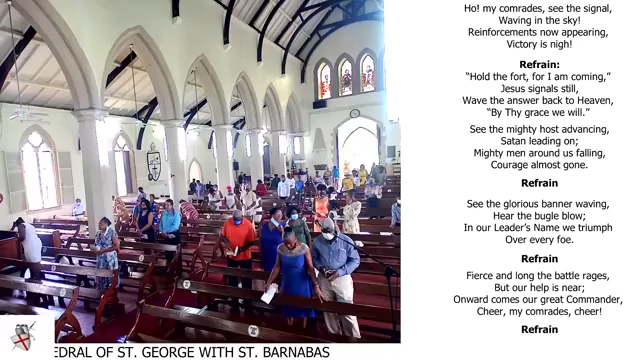 Ho! my comrades, see the signal,
Waving in the sky!
Reinforcements now appearing,
Victory is nigh!
Refrain:
“Hold the fort, for I am coming,”
Jesus signals still,
Wave the answer back to Heaven,
“By Thy grace we will.”
See the mighty host advancing,
Satan leading on;
Mighty men around us falling,
Courage almost gone.
Refrain
See the glorious banner waving,
Hear the bugle blow;
In our Leader’s Name we triumph
Over every foe.
Refrain
Fierce and long the battle rages,
But our help is near;
Onward comes our great Commander,
Cheer, my comrades, cheer!
Refrain
EDRAL OF ST. GEORGE WITH ST. BARNABAS